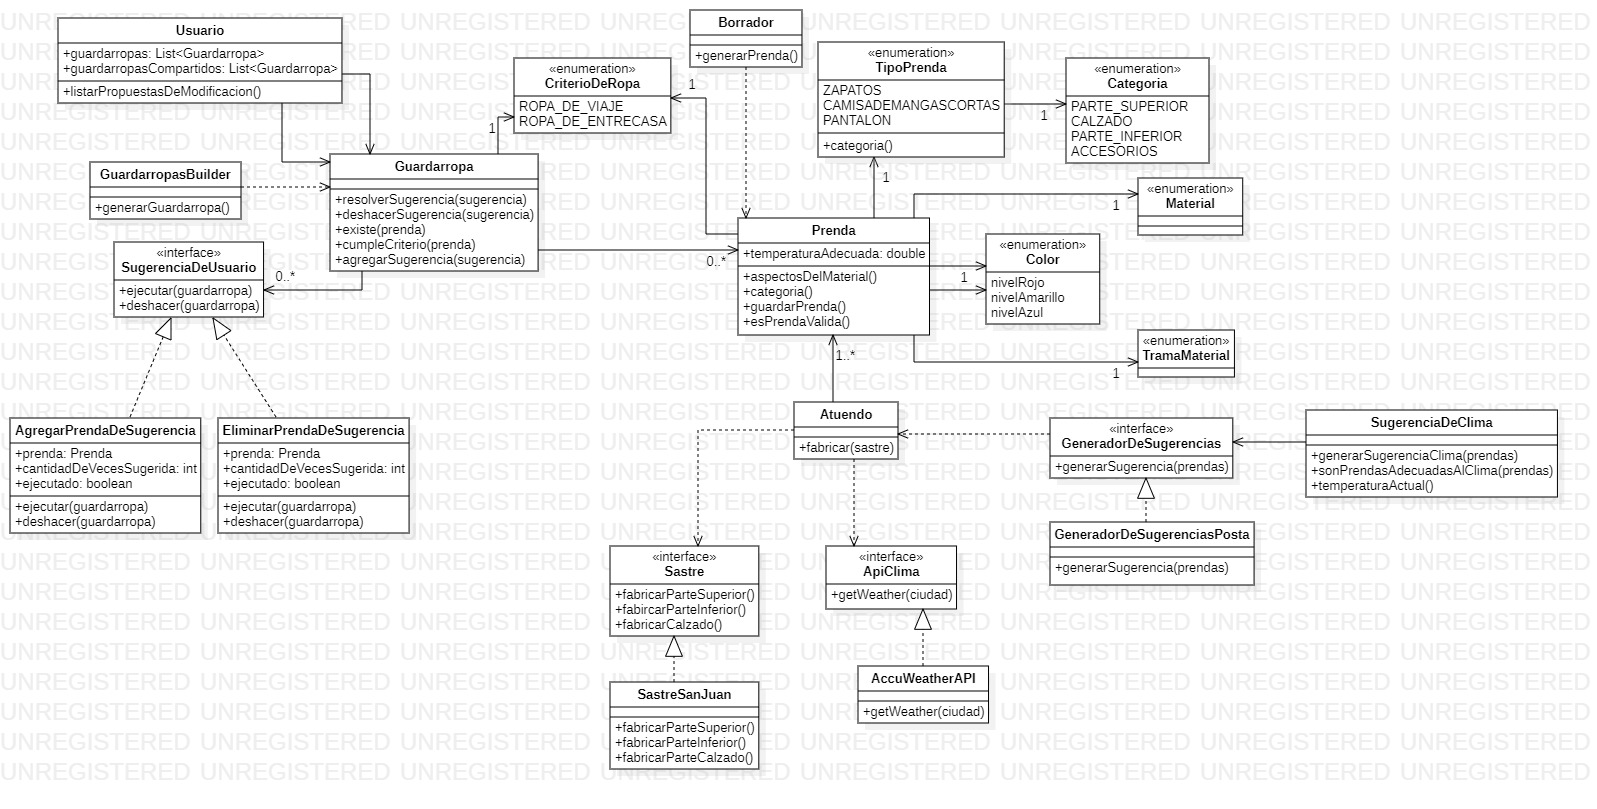 Usuario
+guardarropas: List<Guardarropa>
+guardarropasCompartidos: List<Guardarropa>
+listarPropuestasDeModificacion()
Borrador
+generarPrenda()
«enumeration»
CriterioDeRopa
ROPA_DE_VIAJE
ROPA_DE_ENTRECASA
1
1
«enumeration»
TipoPrenda
ZAPATOS
CAMISADEMANGASCORTAS
PANTALON
+categoria()
1
«enumeration»
Categoria
PARTE_SUPERIOR
CALZADO
PARTE_INFERIOR
ACCESORIOS
GuardarropasBuilder
+generarGuardarropa()
Guardarropa
+resolverSugerencia(sugerencia)
+deshacerSugerencia(sugerencia)
+existe(prenda)
+cumpleCriterio(prenda)
+agregarSugerencia(sugerencia)
1
1
«enumeration»
Material
Prenda
+temperaturaAdecuada: double
+aspectosDelMaterial()
+categoria()
+guardarPrenda()
+esPrendaValida()
0..*
1
«enumeration»
Color
nivelRojo
nivelAmarillo
nivelAzul
«interface»
SugerenciaDeUsuario
+ejecutar(guardarropa)
+deshacer(guardarropa)
0..*
«enumeration»
TramaMaterial
1
1..*
AgregarPrendaDeSugerencia
+prenda: Prenda
+cantidadDeVecesSugerida: int
+ejecutado: boolean
+ejecutar(guardarropa)
+deshacer(guardarropa)
EliminarPrendaDeSugerencia
+prenda: Prenda
+cantidadDeVecesSugerida: int
+ejecutado: boolean
+ejecutar(guardarropa)
+deshacer(guardarropa)
Atuendo
+fabricar(sastre)
«interface»
GeneradorDeSugerencias
+generarSugerencia(prendas)
SugerenciaDeClima
+generarSugerenciaClima(prendas)
+sonPrendasAdecuadasAlClima(prendas)
+temperaturaActual()
GeneradorDeSugerenciasPosta
+generarSugerencia(prendas)
«interface»
Sastre
+fabricarParteSuperior()
+fabircarParteInferior()
+fabricarCalzado()
«interface»
ApiClima
+getWeather(ciudad)
SastreSanJuan
+fabricarParteSuperior()
+fabricarParteInferior()
+fabricarParteCalzado()
AccuWeatherAPI
+getWeather(ciudad)